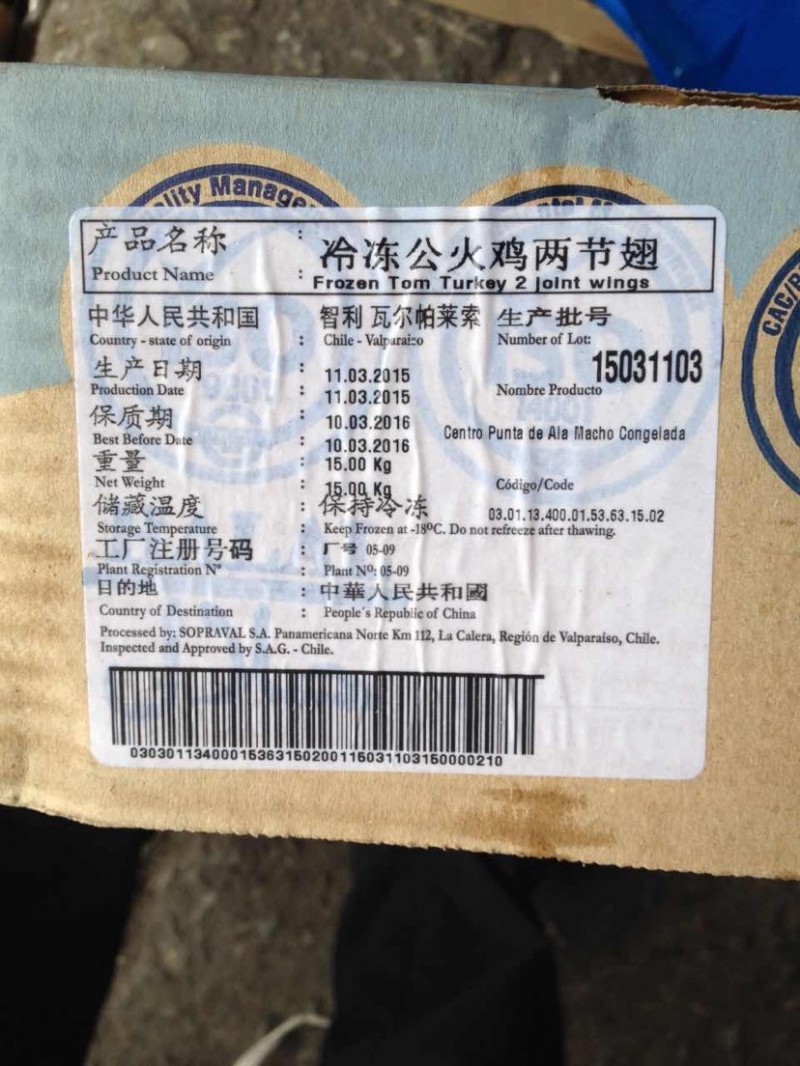 Quality Manage
产品名称 : 冷冻公火鸡两节翅
Product Name : Frozen Tom Turkey 2 joint wings
中华人民共和国 智利 瓦尔帕莱索 生产批号
Country - state of origin : Chile - Valparaiso Number of Lot:
15031103
生产日期 : 11.03.2015
Production Date : 11.03.2015 Nombre Producto
保质期 : 10.03.2016 Centro Punta de Ala Macho Congelada
Best Before Date : 10.03.2016
重量 : 15.00 Kg
Net Weight : 15.00 Kg Código/Code
储藏温度 : 保持冷冻 03.01.13.400.01.53.63.15.02
Storage Temperature : Keep Frozen at -18ºC. Do not refreeze after thawing.
工厂注册号码 : 厂号 05-09
Plant Registration Nº : Plant Nº: 05-09
目的地 : 中華人民共和國
Country of Destination : People´s Republic of China
Processed by: SOPRAVAL S.A. Panamericana Norte Km 112, La Calera, Región de Valparaíso, Chile.
Inspected and Approved by S.A.G. - Chile.
0303011340001536315020011503110315000021​0
CAC/R